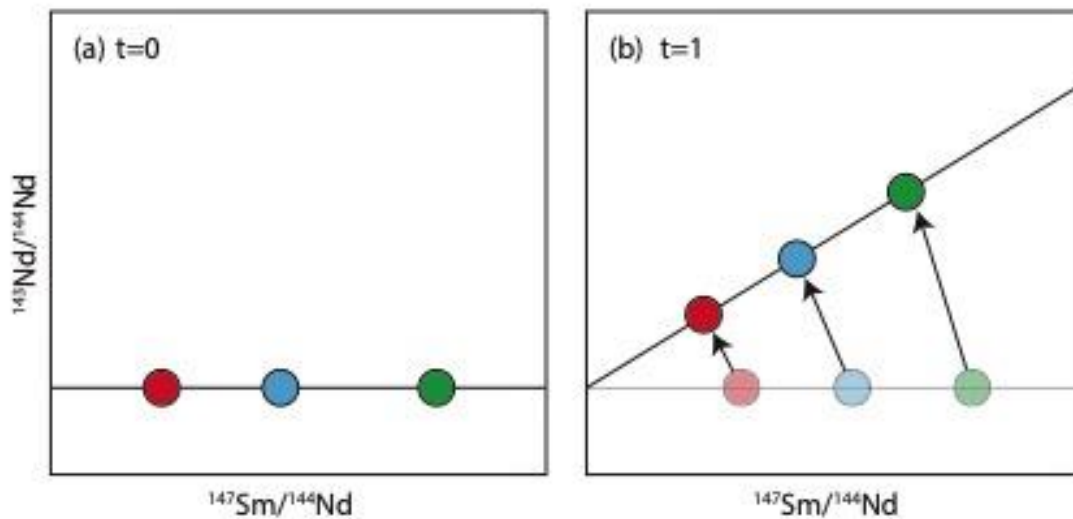 (a) t=0
(b) t=1
¹⁴³Nd/¹⁴⁴Nd
¹⁴⁷Sm/¹⁴⁴Nd
¹⁴⁷Sm/¹⁴⁴Nd